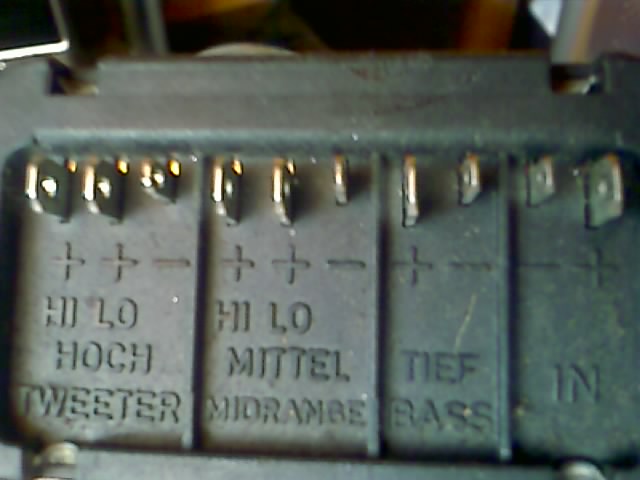 + + - + + - + - - +
HI LO HI LO
HOCH MITTEL TIEF IN
TWEETER MIDRANGE BASS